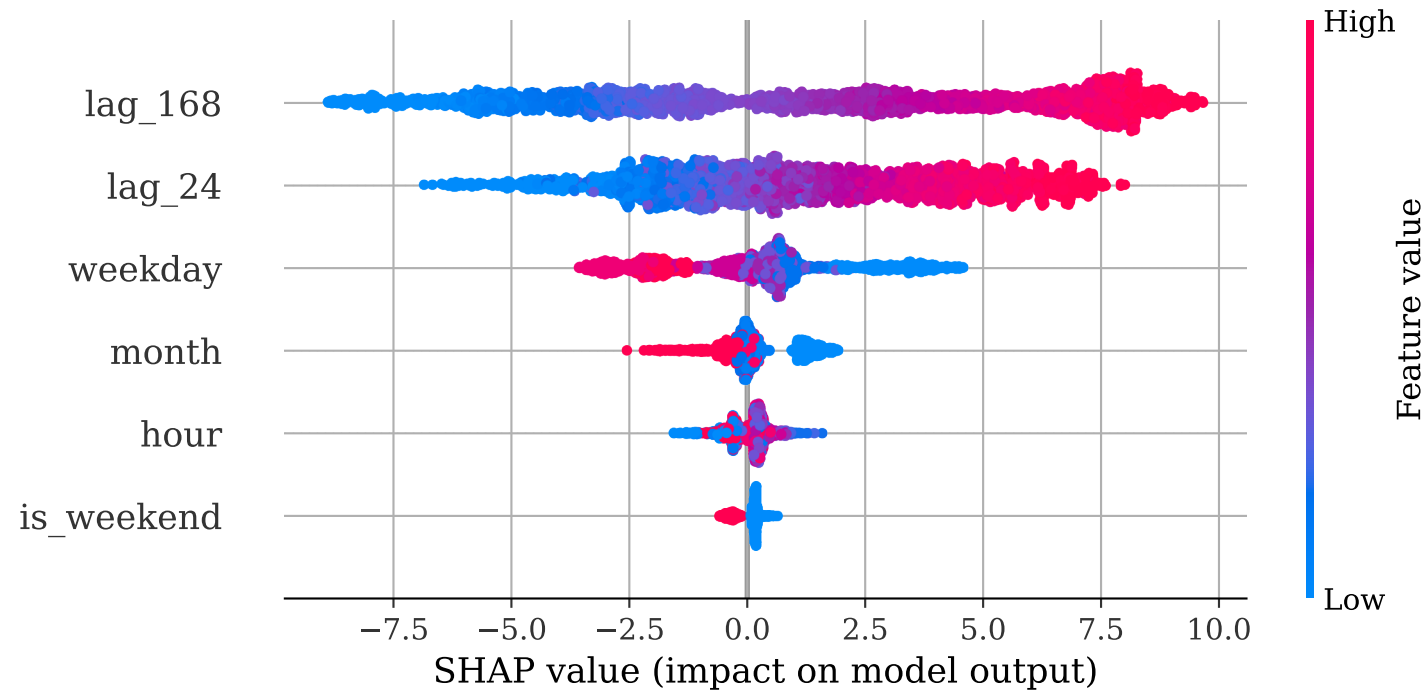 High
lag_168
lag_24
weekday
month
hour
is_weekend
Feature value
Low
−7.5 −5.0 −2.5 0.0 2.5 5.0 7.5 10.0
SHAP value (impact on model output)